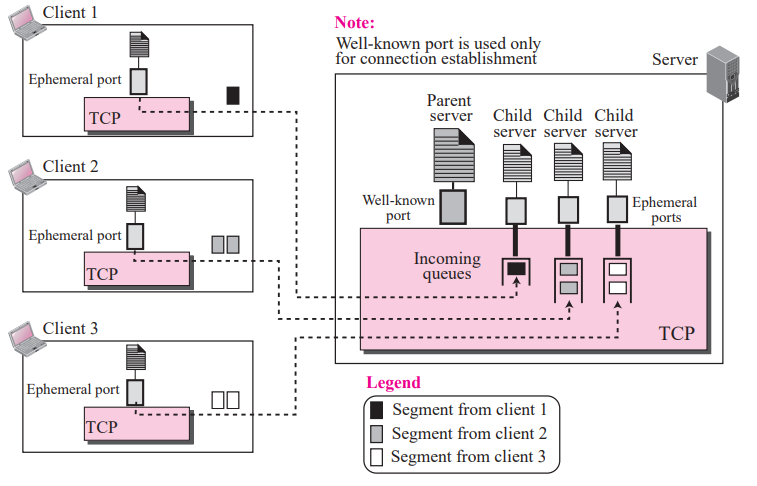 Client 1
Ephemeral port
TCP
Client 2
Ephemeral port
TCP
Client 3
Ephemeral port
TCP
Note:
Well-known port is used only
for connection establishment
Server
Parent
server
Child
server
Child
server
Child
server
Well-known
port
Ephemeral
ports
Incoming
queues
TCP
Legend
Segment from client 1
Segment from client 2
Segment from client 3